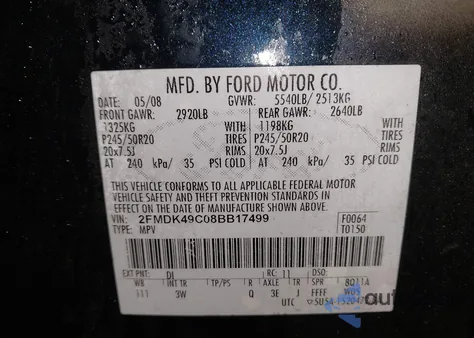 MFD. BY FORD MOTOR CO.
DATE: 05/08 GVWR: 5540LB/ 2513KG
FRONT GAWR: 2920LB REAR GAWR: 2640LB
1325KG WITH 1198KG WITH
P245/50R20 TIRES P245/50R20 TIRES
20x7.5J RIMS 20x7.5J RIMS
AT 240 kPa/ 35 PSI COLD AT 240 kPa/ 35 PSI COLD
THIS VEHICLE CONFORMS TO ALL APPLICABLE FEDERAL MOTOR
VEHICLE SAFETY AND THEFT PREVENTION STANDARDS IN
EFFECT ON THE DATE OF MANUFACTURE SHOWN ABOVE.
VIN: 2FMDK49C08BB17499 F0064
TYPE: MPV T0150
EXT PNT: DI RC: 11 DSO:
WB INT TR TP/PS R AXLE TR SPR 8Q11A
111 3W Q 3E J FFFF
UTC